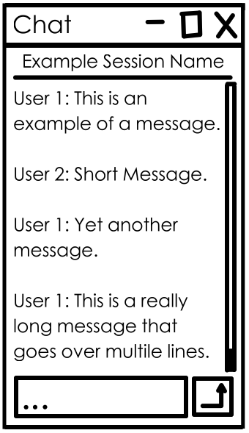 Chat
Example Session Name
User 1: This is an
example of a message.
User 2: Short Message.
User 1: Yet another
message.
User 1: This is a really
long message that
goes over multile lines.
...